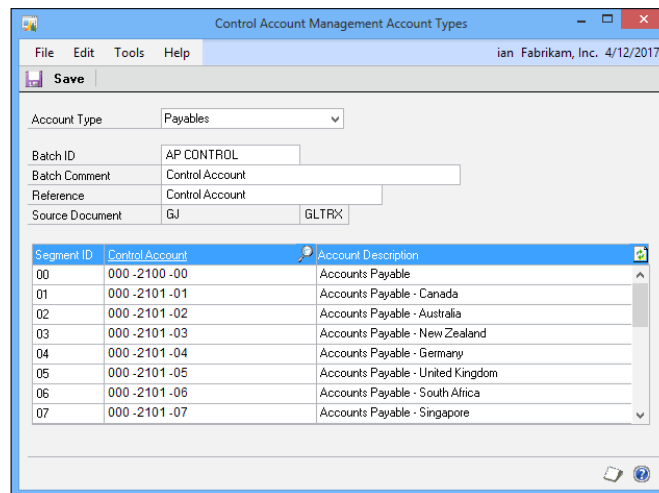 Control Account Management Account Types
File Edit Tools Help ian Fabrikam, Inc. 4/12/2017
Save
Account Type Payables
Batch ID AP CONTROL
Batch Comment Control Account
Reference Control Account
Source Document GJ GLTRX
Segment ID Control Account Account Description
00 000 -2100 -00 Accounts Payable
01 000 -2101 -01 Accounts Payable - Canada
02 000 -2101 -02 Accounts Payable - Australia
03 000 -2101 -03 Accounts Payable - New Zealand
04 000 -2101 -04 Accounts Payable - Germany
05 000 -2101 -05 Accounts Payable - United Kingdom
06 000 -2101 -06 Accounts Payable - South Africa
07 000 -2101 -07 Accounts Payable - Singapore